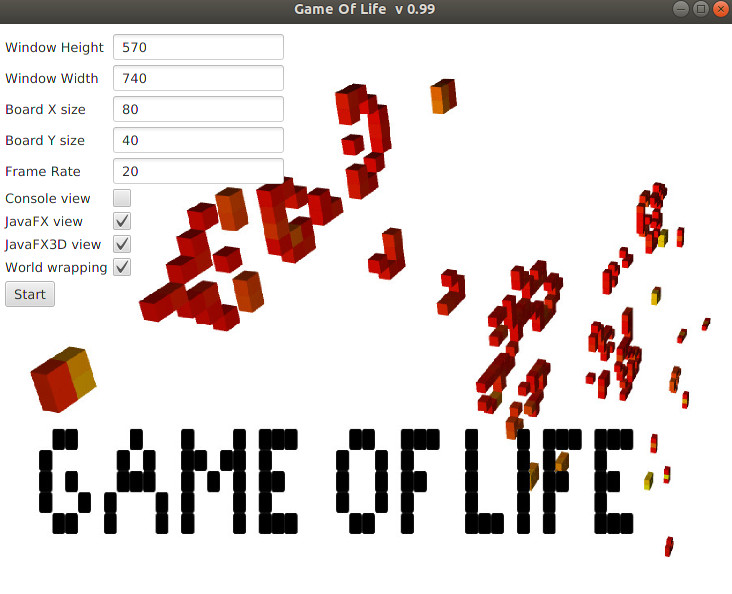 Game Of Life v 0.99
Window Height 570
Window Width 740
Board X size 80
Board Y size 40
Frame Rate 20
Console view
JavaFX view
JavaFX3D view
World wrapping
Start
GAME OF LIFE